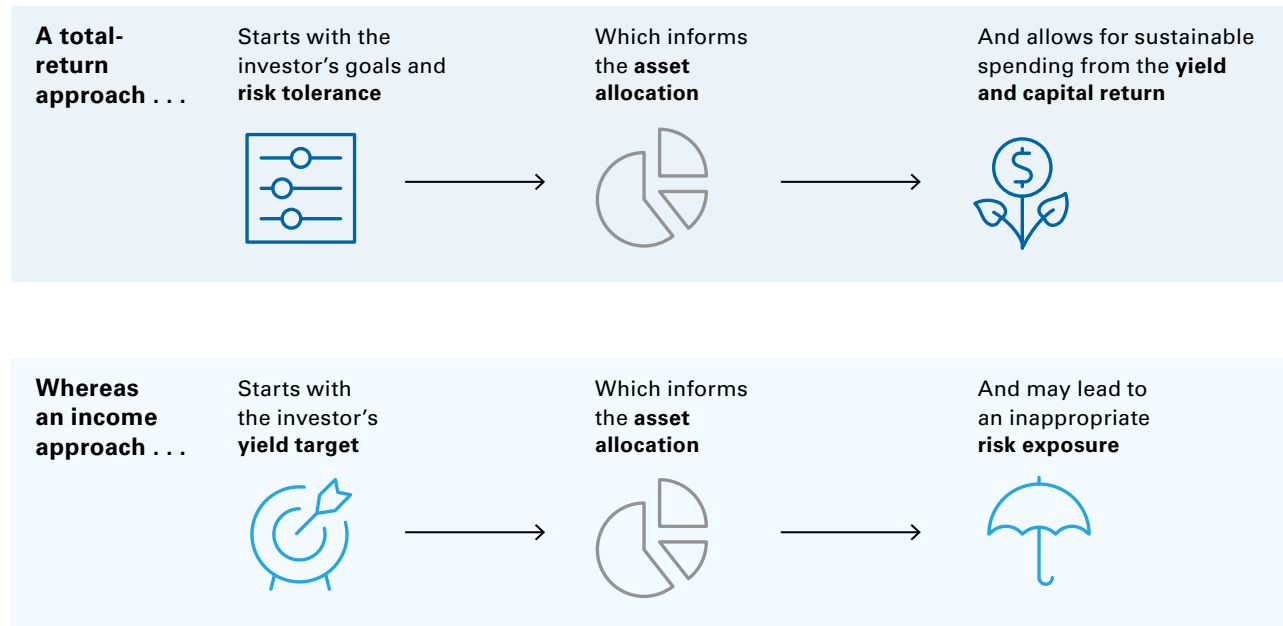 A total-
return
approach . . .
Starts with the
investor’s goals and
risk tolerance
Which informs
the asset
allocation
And allows for sustainable
spending from the yield
and capital return
$
Whereas
an income
approach . . .
Starts with
the investor’s
yield target
Which informs
the asset
allocation
And may lead to
an inappropriate
risk exposure